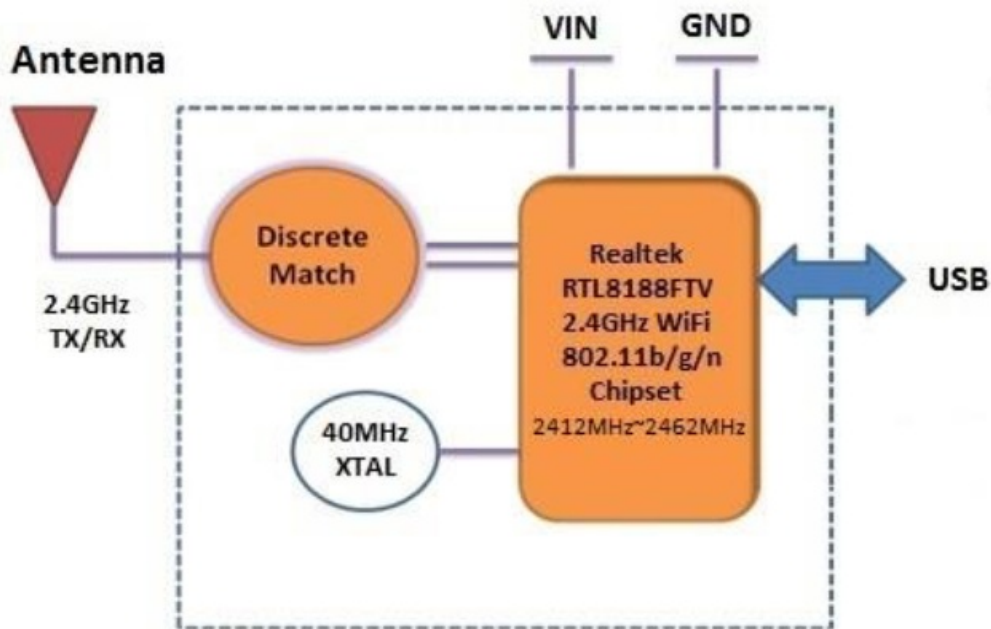 VIN
GND
Antenna
Discrete
Match
2.4GHz
TX/RX
Realtek
RTL8188FTV
2.4GHz WiFi
802.11b/g/n
Chipset
2412MHz~2462MHz
USB
40MHz
XTAL